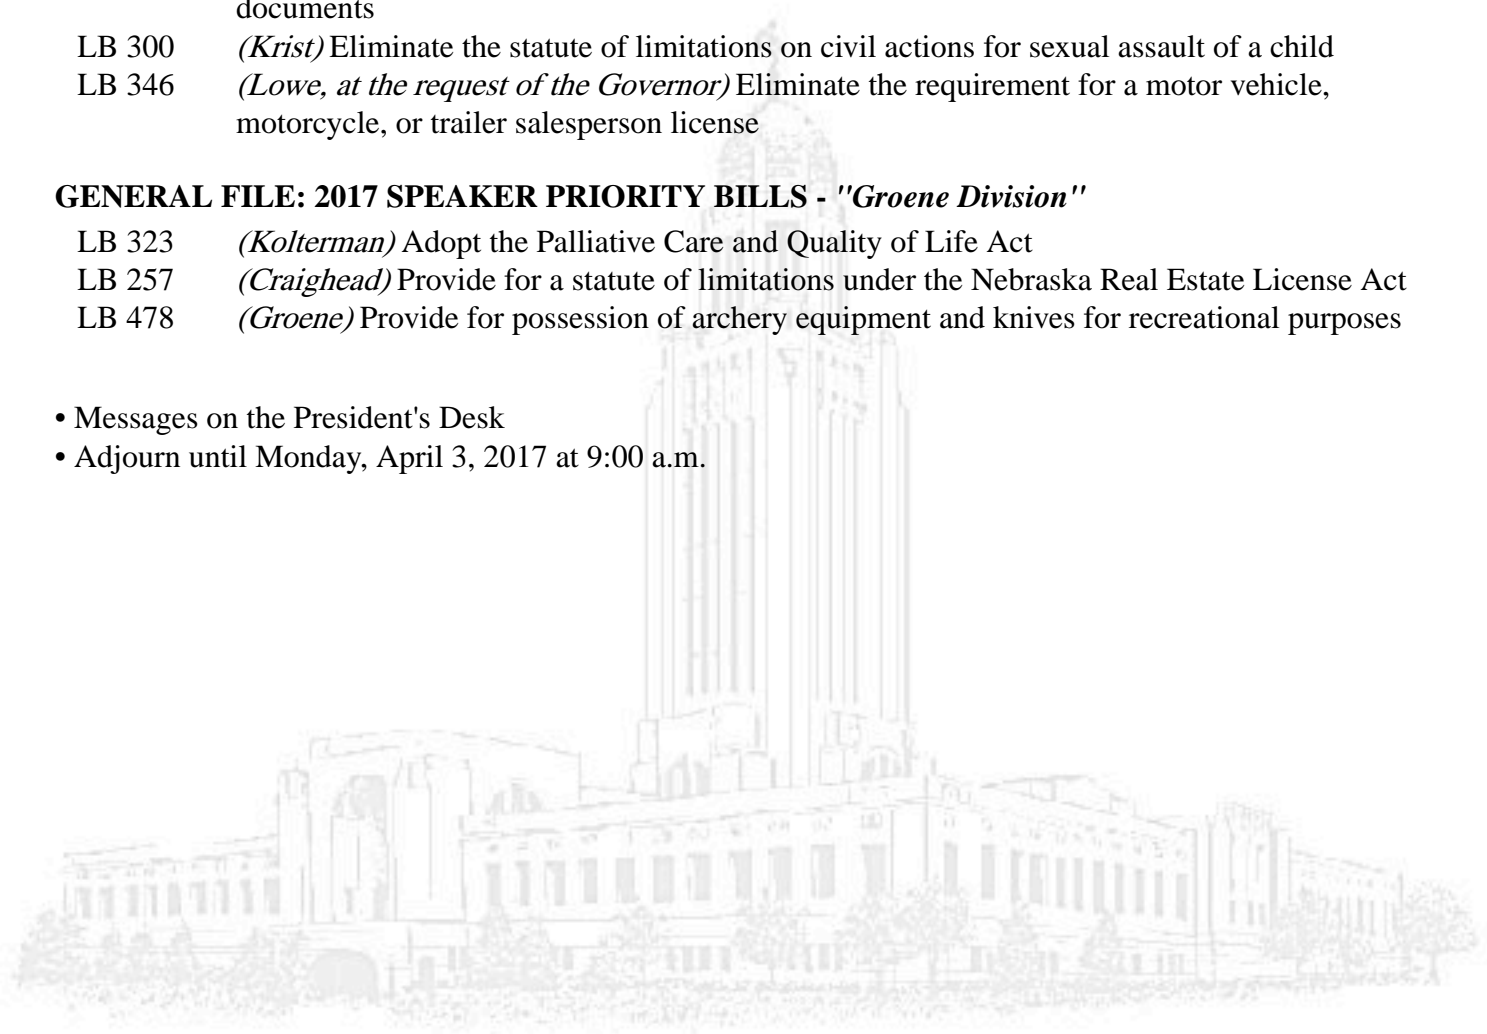 documents
LB 300 (Krist) Eliminate the statute of limitations on civil actions for sexual assault of a child
LB 346 (Lowe, at the request of the Governor) Eliminate the requirement for a motor vehicle,
motorcycle, or trailer salesperson license
GENERAL FILE: 2017 SPEAKER PRIORITY BILLS - "Groene Division"
LB 323 (Kolterman) Adopt the Palliative Care and Quality of Life Act
LB 257 (Craighead) Provide for a statute of limitations under the Nebraska Real Estate License Act
LB 478 (Groene) Provide for possession of archery equipment and knives for recreational purposes
• Messages on the President's Desk
• Adjourn until Monday, April 3, 2017 at 9:00 a.m.